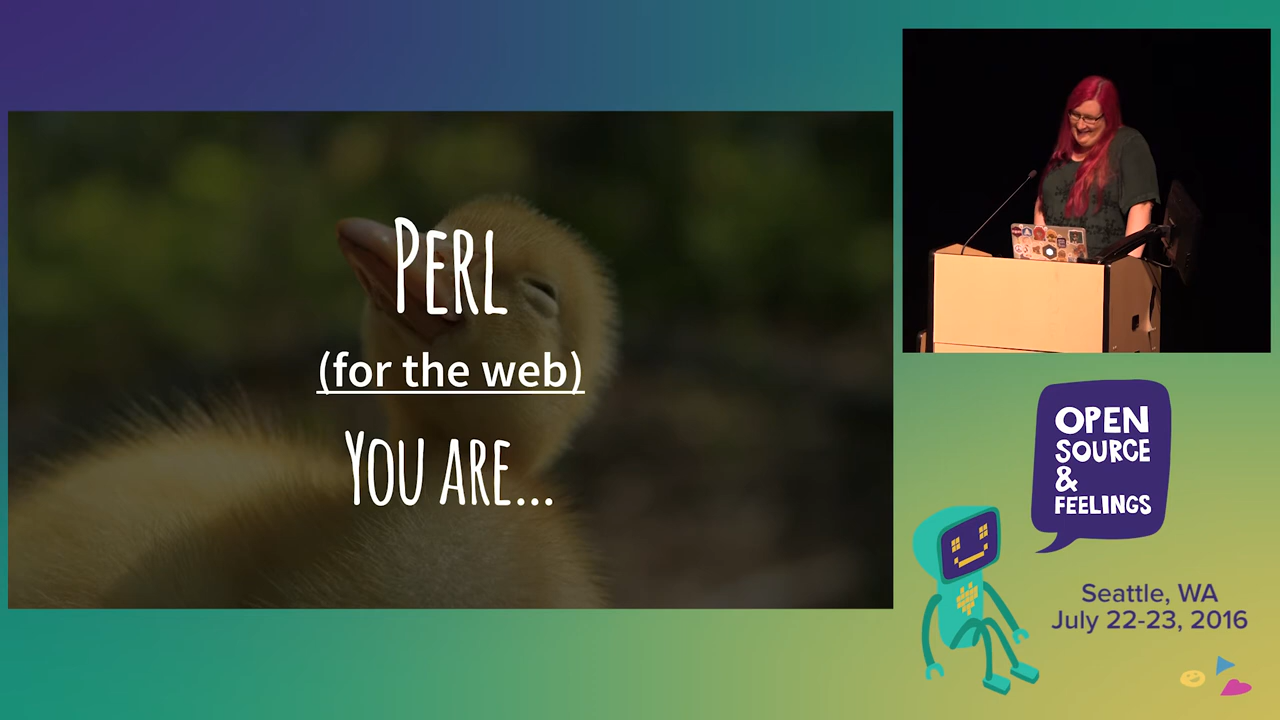 PERL
(for the web)
YOU ARE...
OPEN
SOURCE
&
FEELINGS
Seattle, WA
July 22-23, 2016